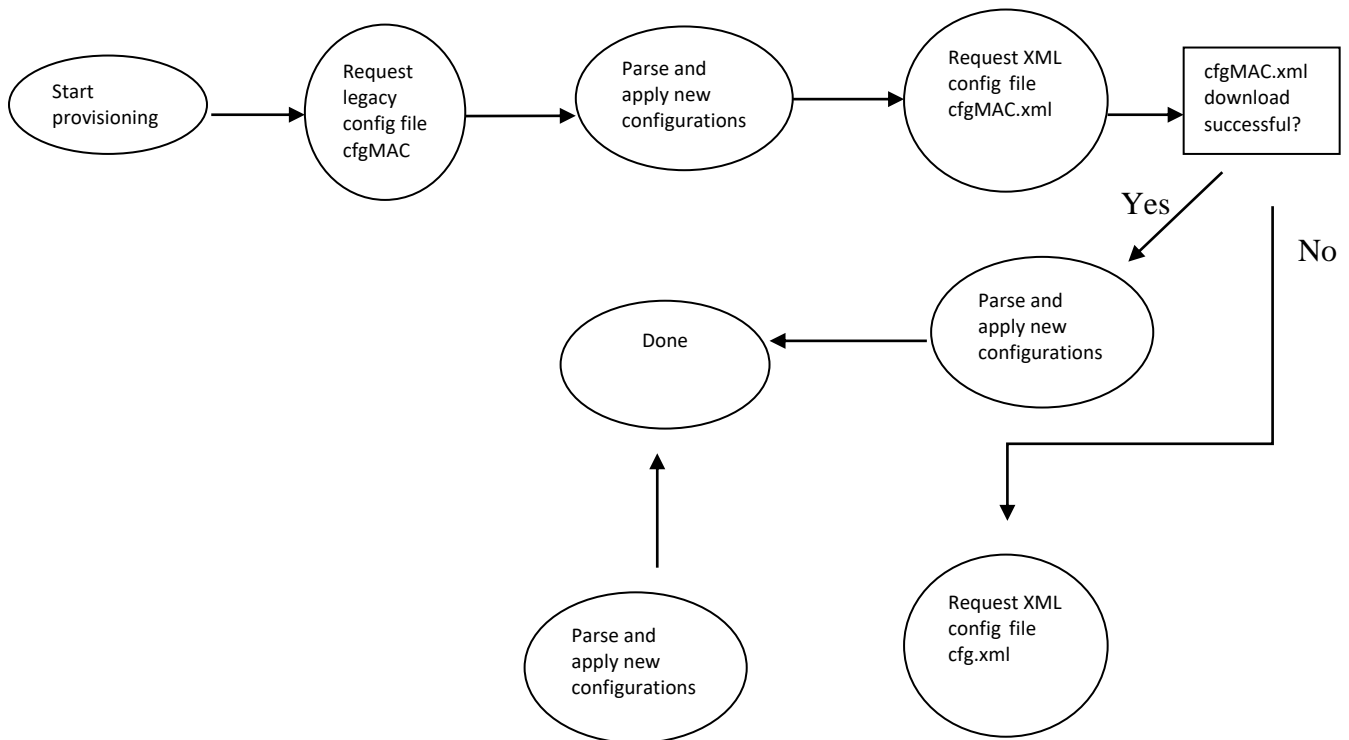 Start
provisioning
Request
legacy
config file
cfgMAC
Parse and
apply new
configurations
Request XML
config file
cfgMAC.xml
cfgMAC.xml
download
successful?
Yes
No
Parse and
apply new
configurations
Done
Request XML
config file
cfg.xml
Parse and
apply new
configurations